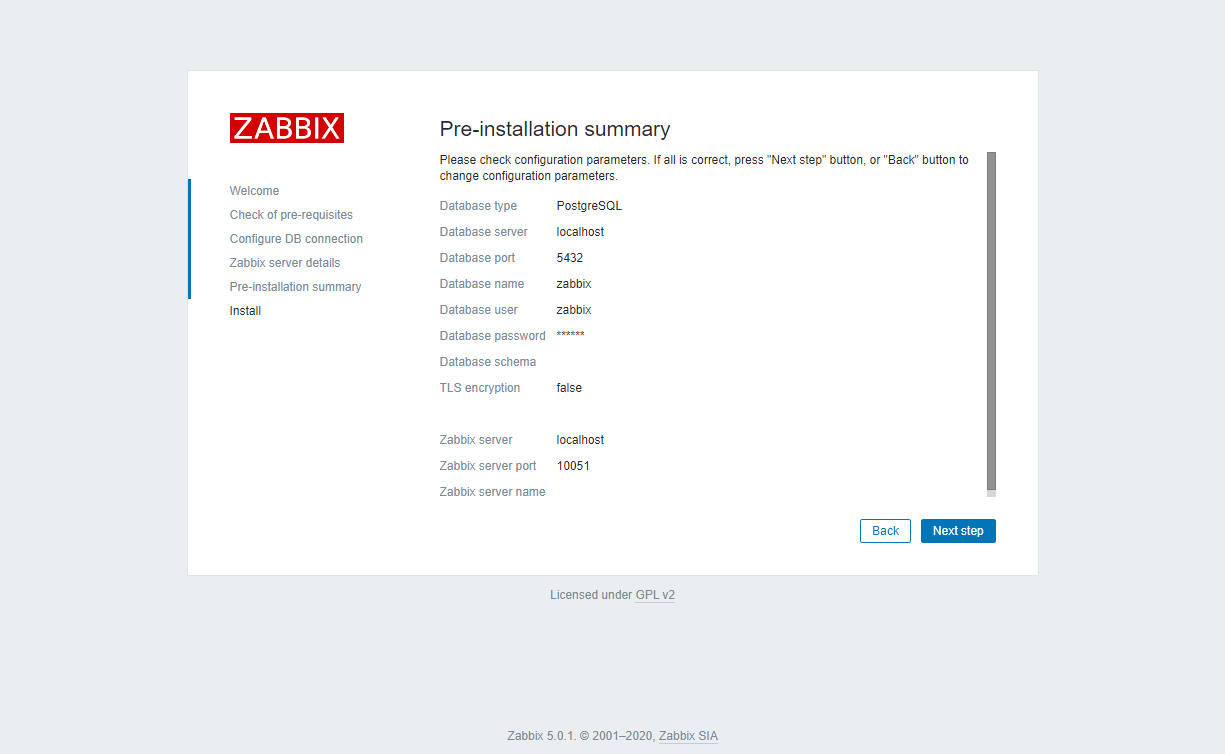 ZABBIX
Welcome
Check of pre-requisites
Configure DB connection
Zabbix server details
Pre-installation summary
Install
Pre-installation summary
Please check configuration parameters. If all is correct, press "Next step" button, or "Back" button to
change configuration parameters.
Database type PostgreSQL
Database server localhost
Database port 5432
Database name zabbix
Database user zabbix
Database password ******
Database schema
TLS encryption false
Zabbix server localhost
Zabbix server port 10051
Zabbix server name
Back Next step
Licensed under GPL v2
Zabbix 5.0.1. © 2001–2020, Zabbix SIA